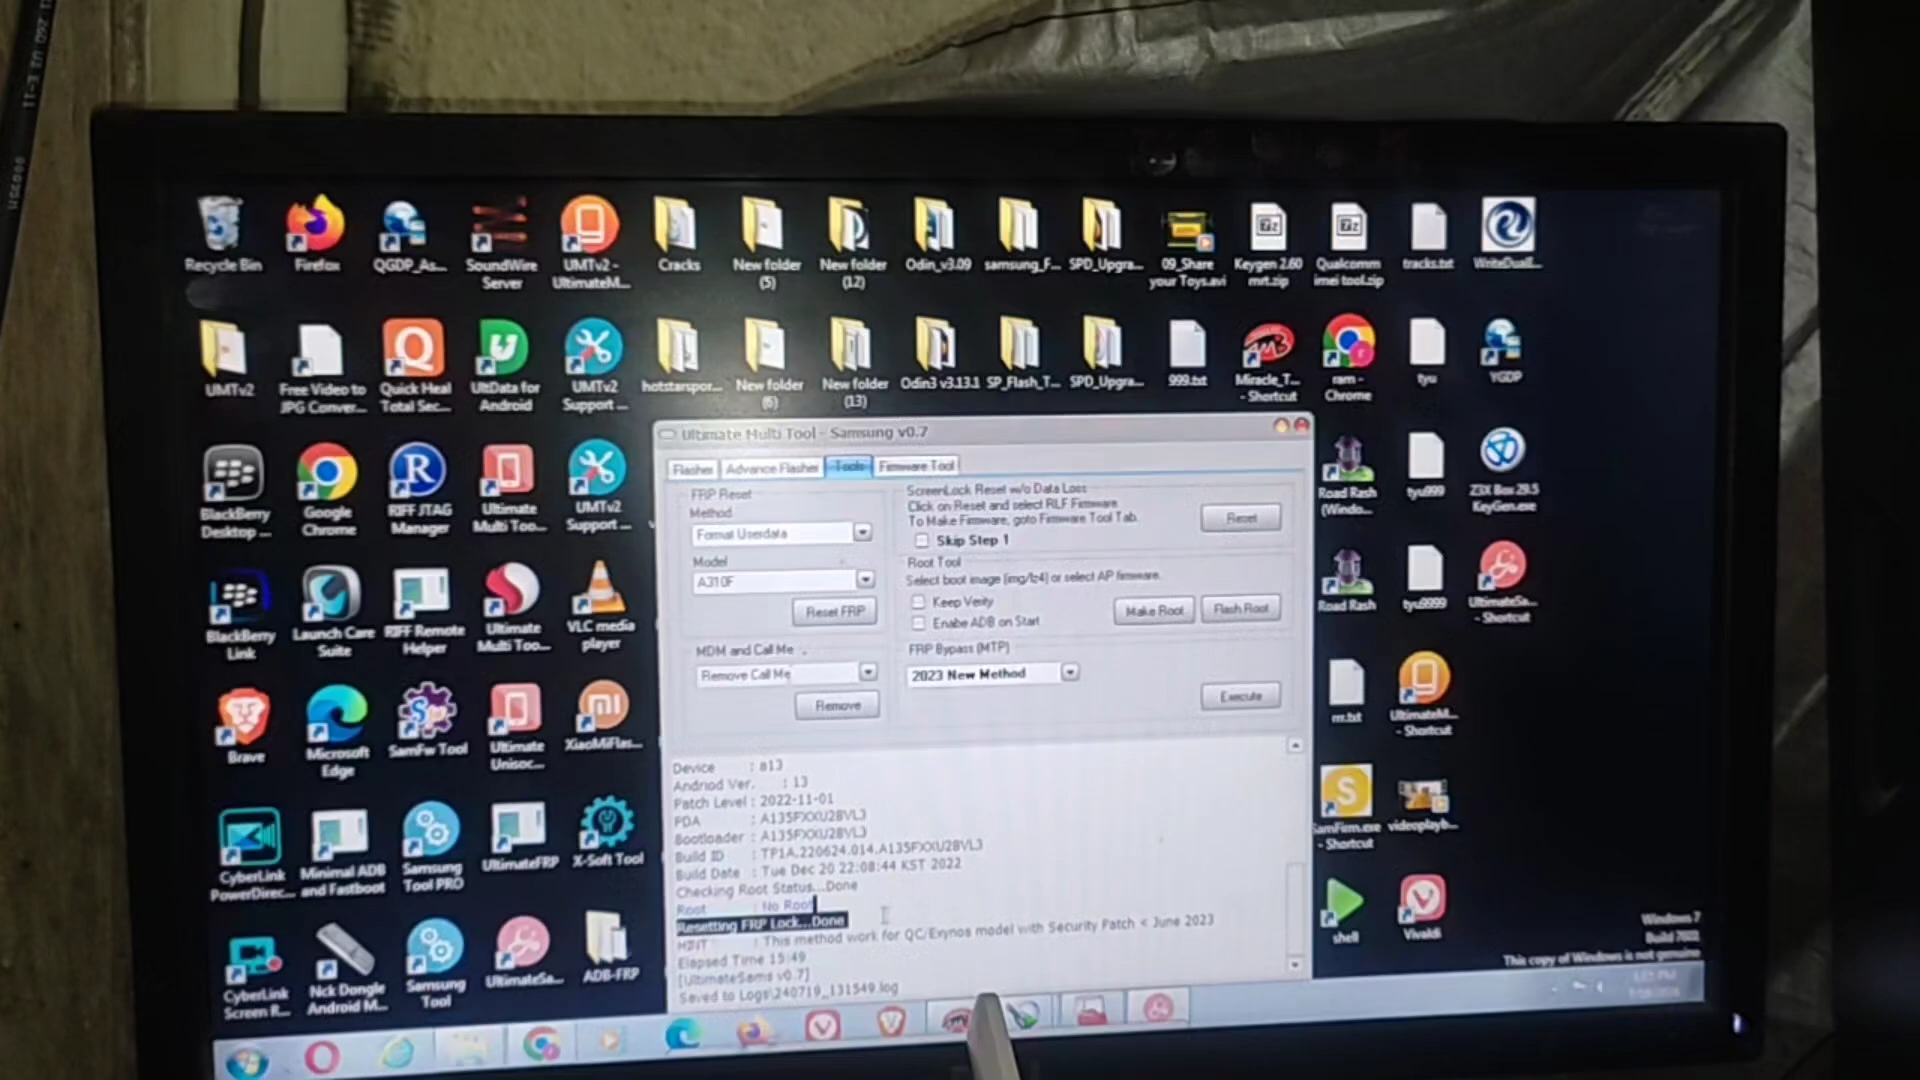 Recycle Bin
Firefox
QGDP_As...
SoundWire Server
UMTv2 - UltimateM...
Cracks
New folder (5)
New folder (12)
Odin_v3.09
samsung_F...
SPD_Upgra...
09_Share your Toys.avi
Keygen 2.60 mrt.zip
Qualcomm imei tool.zip
tracks.txt
WriteDualI...
UMTv2
Free Video to JPG Conver...
Quick Heal Total Sec...
UltData for Android
UMTv2 Support ...
hotstarspor...
New folder (6)
New folder (13)
Odin3 v3.13.1
SP_Flash_T...
SPD_Upgra...
999.txt
Miracle_T... - Shortcut
ram - Chrome
tyu
YGDP
BlackBerry Desktop ...
Google Chrome
RIFF JTAG Manager
Ultimate Multi Too...
UMTv2 Support ...
Road Rash (Windo...
tyu999
Z3X Box 29.5 KeyGen.exe
BlackBerry Link
Launch Care Suite
RIFF Remote Helper
Ultimate Multi Too...
VLC media player
Road Rash
tyu9999
UltimateSa... - Shortcut
Brave
Microsoft Edge
SamFw Tool
Ultimate Unisoc...
XiaoMiFlas...
rrr.txt
UltimateM... - Shortcut
CyberLink PowerDirec...
Minimal ADB and Fastboot
Samsung Tool PRO
UltimateFRP
X-Soft Tool
SamFirm.exe - Shortcut
videoplayb...
CyberLink Screen R...
Nck Dongle Android M...
Samsung Tool
UltimateSa...
ADB-FRP
shell
Vivaldi
Ultimate Multi Tool - Samsung v0.7
Flasher
Advance Flasher
Tools
Firmware Tool
FRP Reset
Method
Format Userdata
Model
A310F
Reset FRP
MDM and Call Me
Remove Call Me
Remove
ScreenLock Reset w/o Data Loss
Click on Reset and select RLF Firmware.
To Make Firmware, goto Firmware Tool Tab.
Skip Step 1
Reset
Root Tool
Select boot image (img/lz4) or select AP firmware.
Keep Verity
Enable ADB on Start
Make Root
Flash Root
FRP Bypass (MTP)
2023 New Method
Execute
Device : a13
Andriod Ver. : 13
Patch Level : 2022-11-01
PDA : A135FXXU2BVL3
Bootloader : A135FXXU2BVL3
Build ID : TP1A.220624.014.A135FXXU2BVL3
Build Date : Tue Dec 20 22:08:44 KST 2022
Checking Root Status...Done
Root : No Root
Resetting FRP Lock...Done
HINT : This method work for QC/Exynos model with Security Patch < June 2023
Elapsed Time 15:49
[UltimateSams v0.7]
Saved to Logs\240719_131549.log
Windows 7
This copy of Windows is not genuine